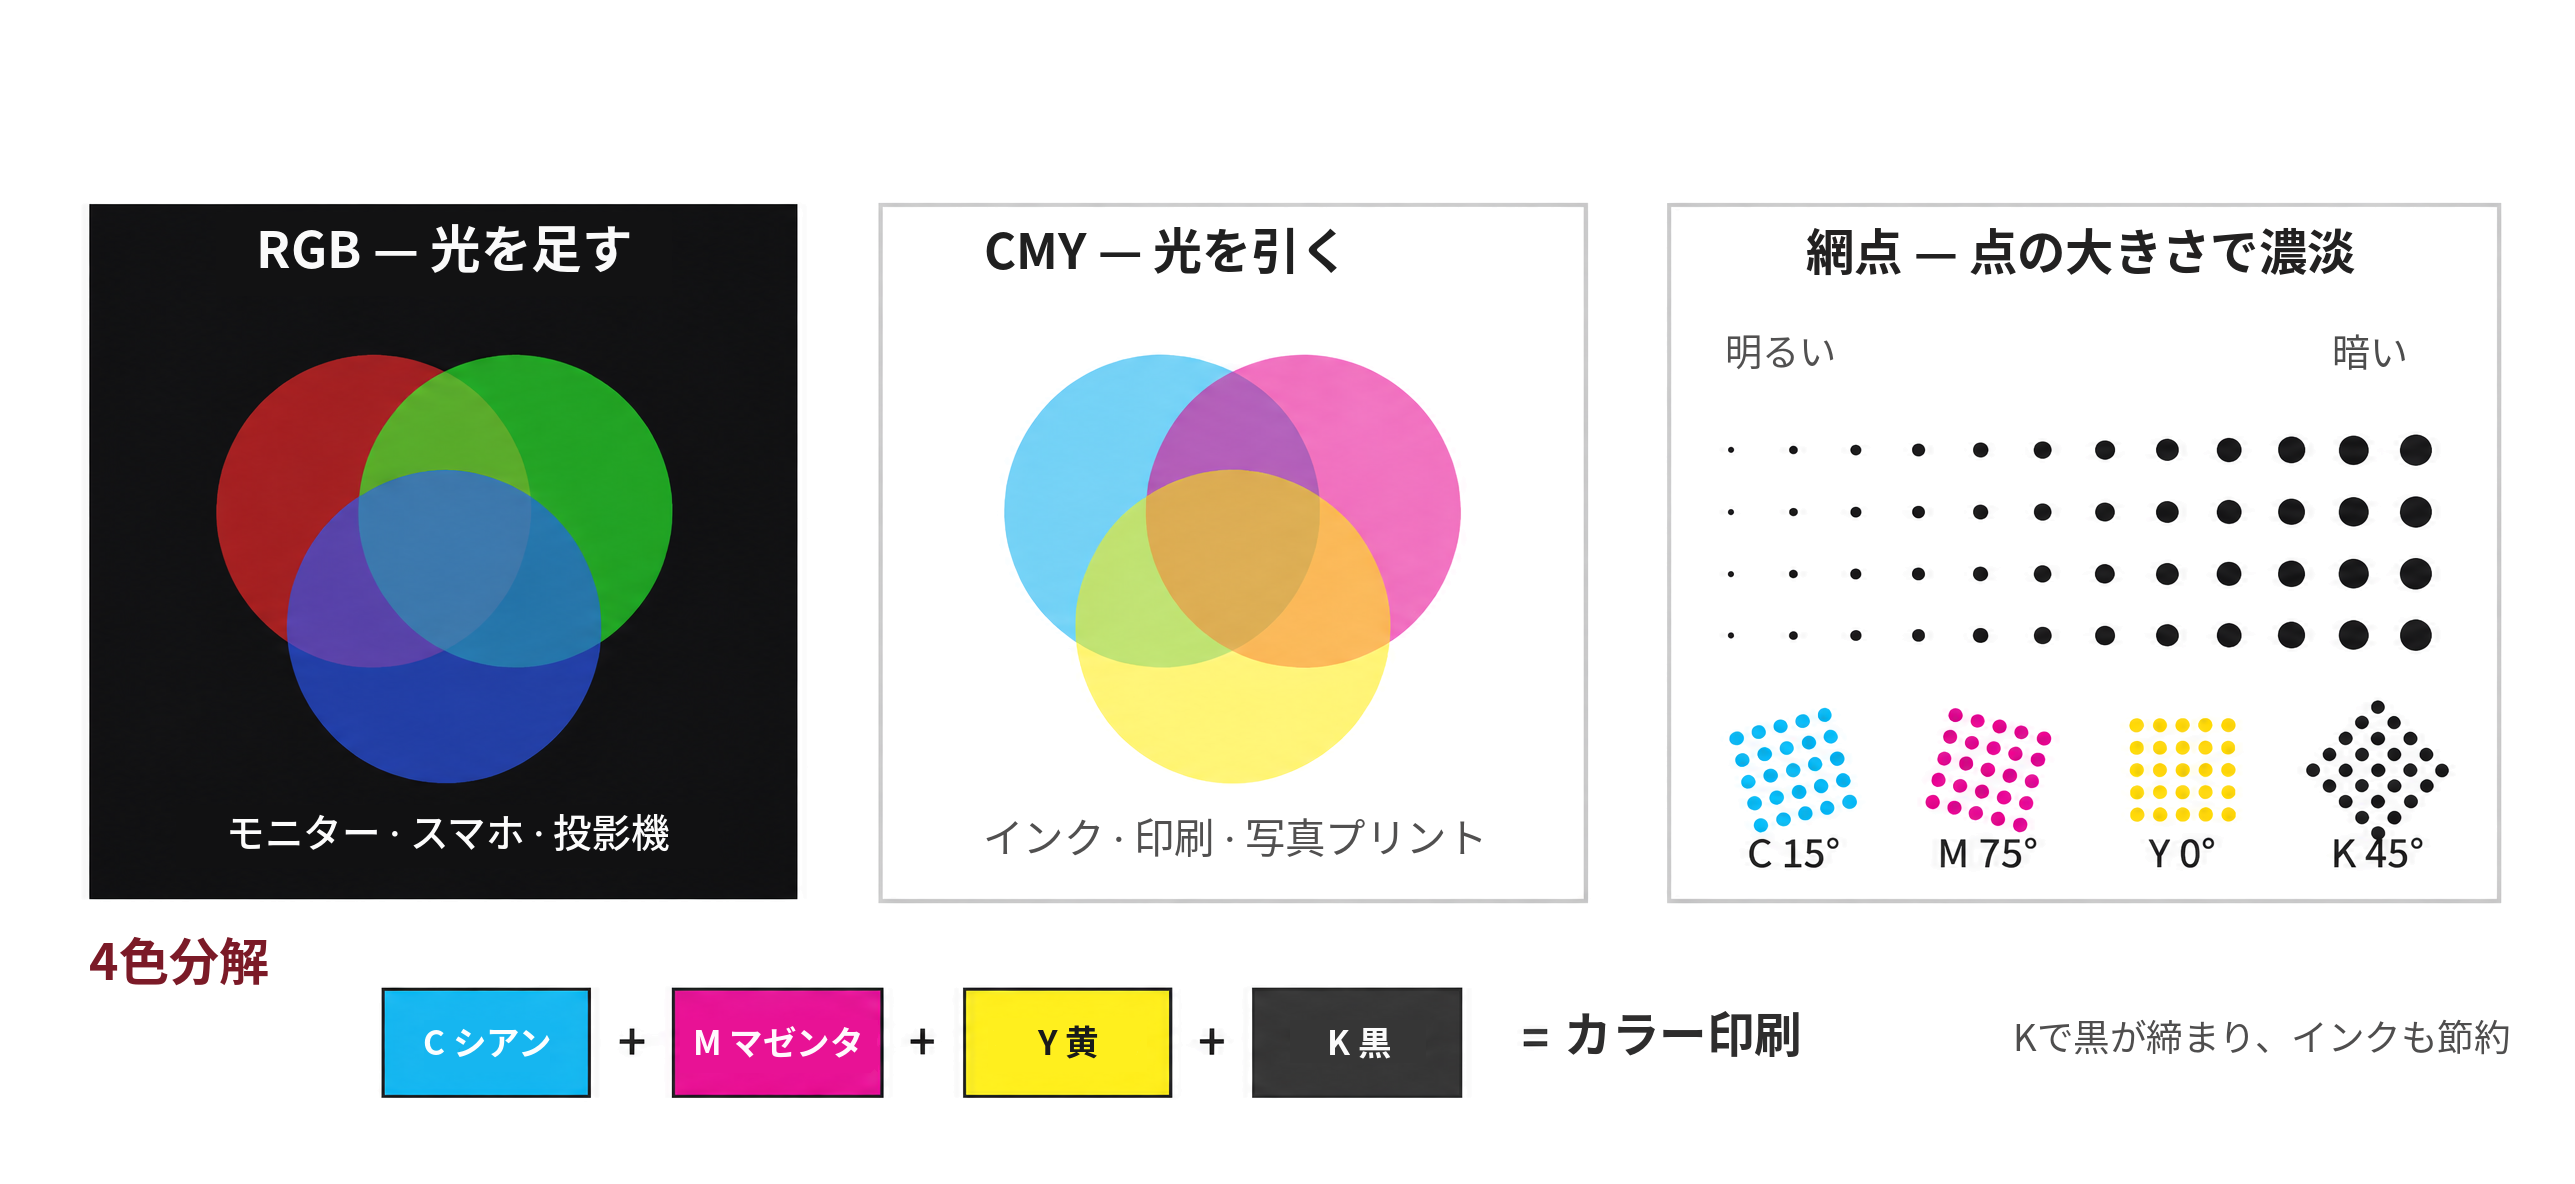 RGB — 光を足す
モニター · スマホ · 投影機
CMY — 光を引く
インク · 印刷 · 写真プリント
網点 — 点の大きさで濃淡
明るい 暗い
C 15° M 75° Y 0° K 45°
4色分解
C シアン + M マゼンタ + Y 黄 + K 黒 = カラー印刷 Kで黒が締まり、インクも節約